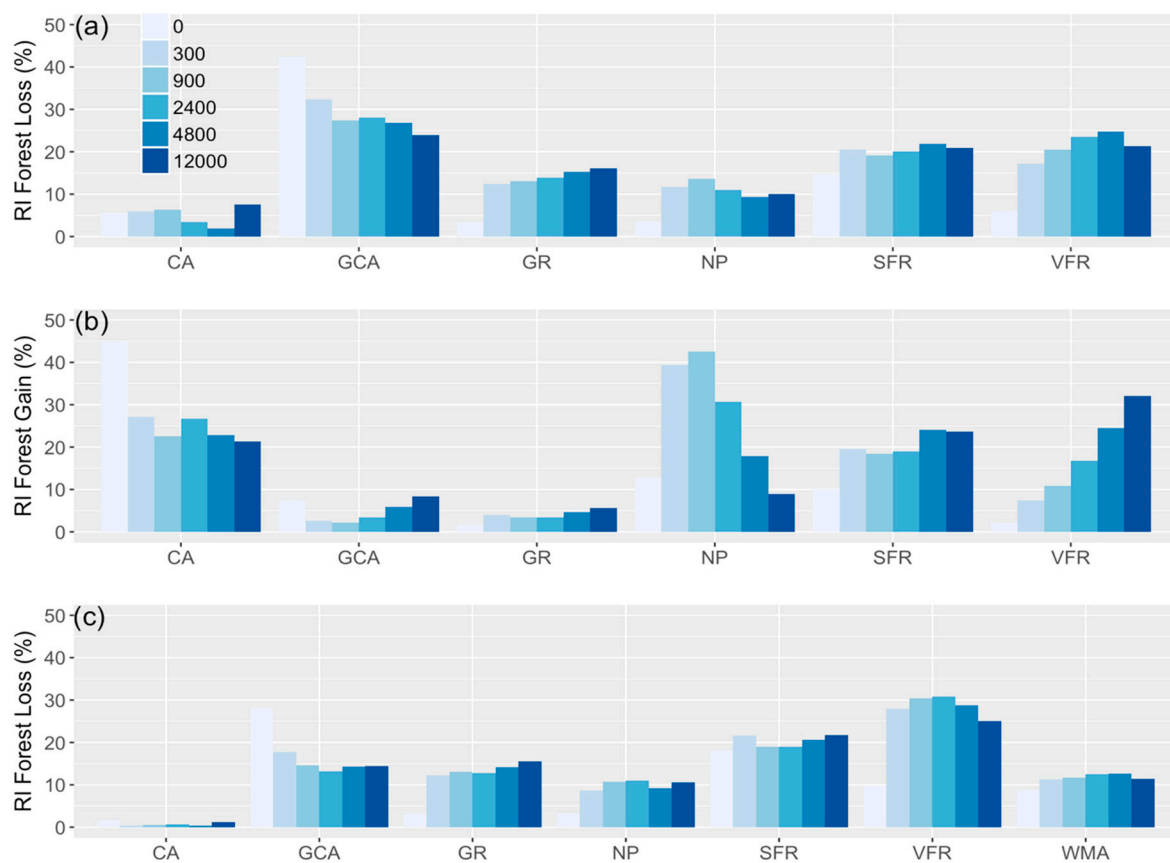 (a)
RI Forest Loss (%)
50
40
30
20
10
0
0
300
900
2400
4800
12000
CA GCA GR NP SFR VFR
(b)
RI Forest Gain (%)
50
40
30
20
10
0
CA GCA GR NP SFR VFR
(c)
RI Forest Loss (%)
50
40
30
20
10
0
CA GCA GR NP SFR VFR WMA